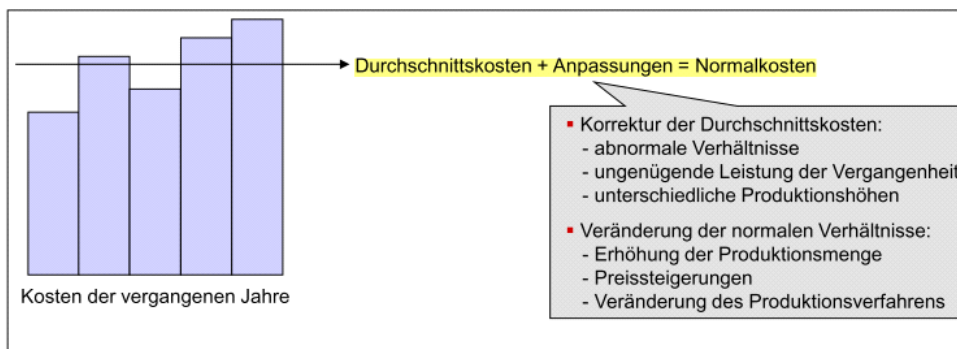 Durchschnittskosten + Anpassungen = Normalkosten
▪ Korrektur der Durchschnittskosten:
- abnormale Verhältnisse
- ungenügende Leistung der Vergangenheit
- unterschiedliche Produktionshöhen
▪ Veränderung der normalen Verhältnisse:
- Erhöhung der Produktionsmenge
- Preissteigerungen
- Veränderung des Produktionsverfahrens
Kosten der vergangenen Jahre